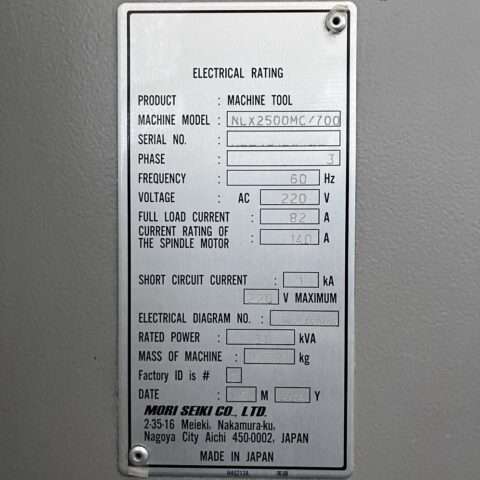 ELECTRICAL RATING
PRODUCT : MACHINE TOOL
MACHINE MODEL : NLX2500MC/700
SERIAL NO. :
PHASE : 3
FREQUENCY : 60 Hz
VOLTAGE : AC 220 V
FULL LOAD CURRENT : 82 A
CURRENT RATING OF
THE SPINDLE MOTOR : 140 A
SHORT CIRCUIT CURRENT : kA
220 V MAXIMUM
ELECTRICAL DIAGRAM NO. :
RATED POWER : kVA
MASS OF MACHINE : kg
Factory ID is #
DATE : M Y
MORI SEIKI CO., LTD.
2-35-16 Meieki, Nakamura-ku,
Nagoya City Aichi 450-0002, JAPAN
MADE IN JAPAN